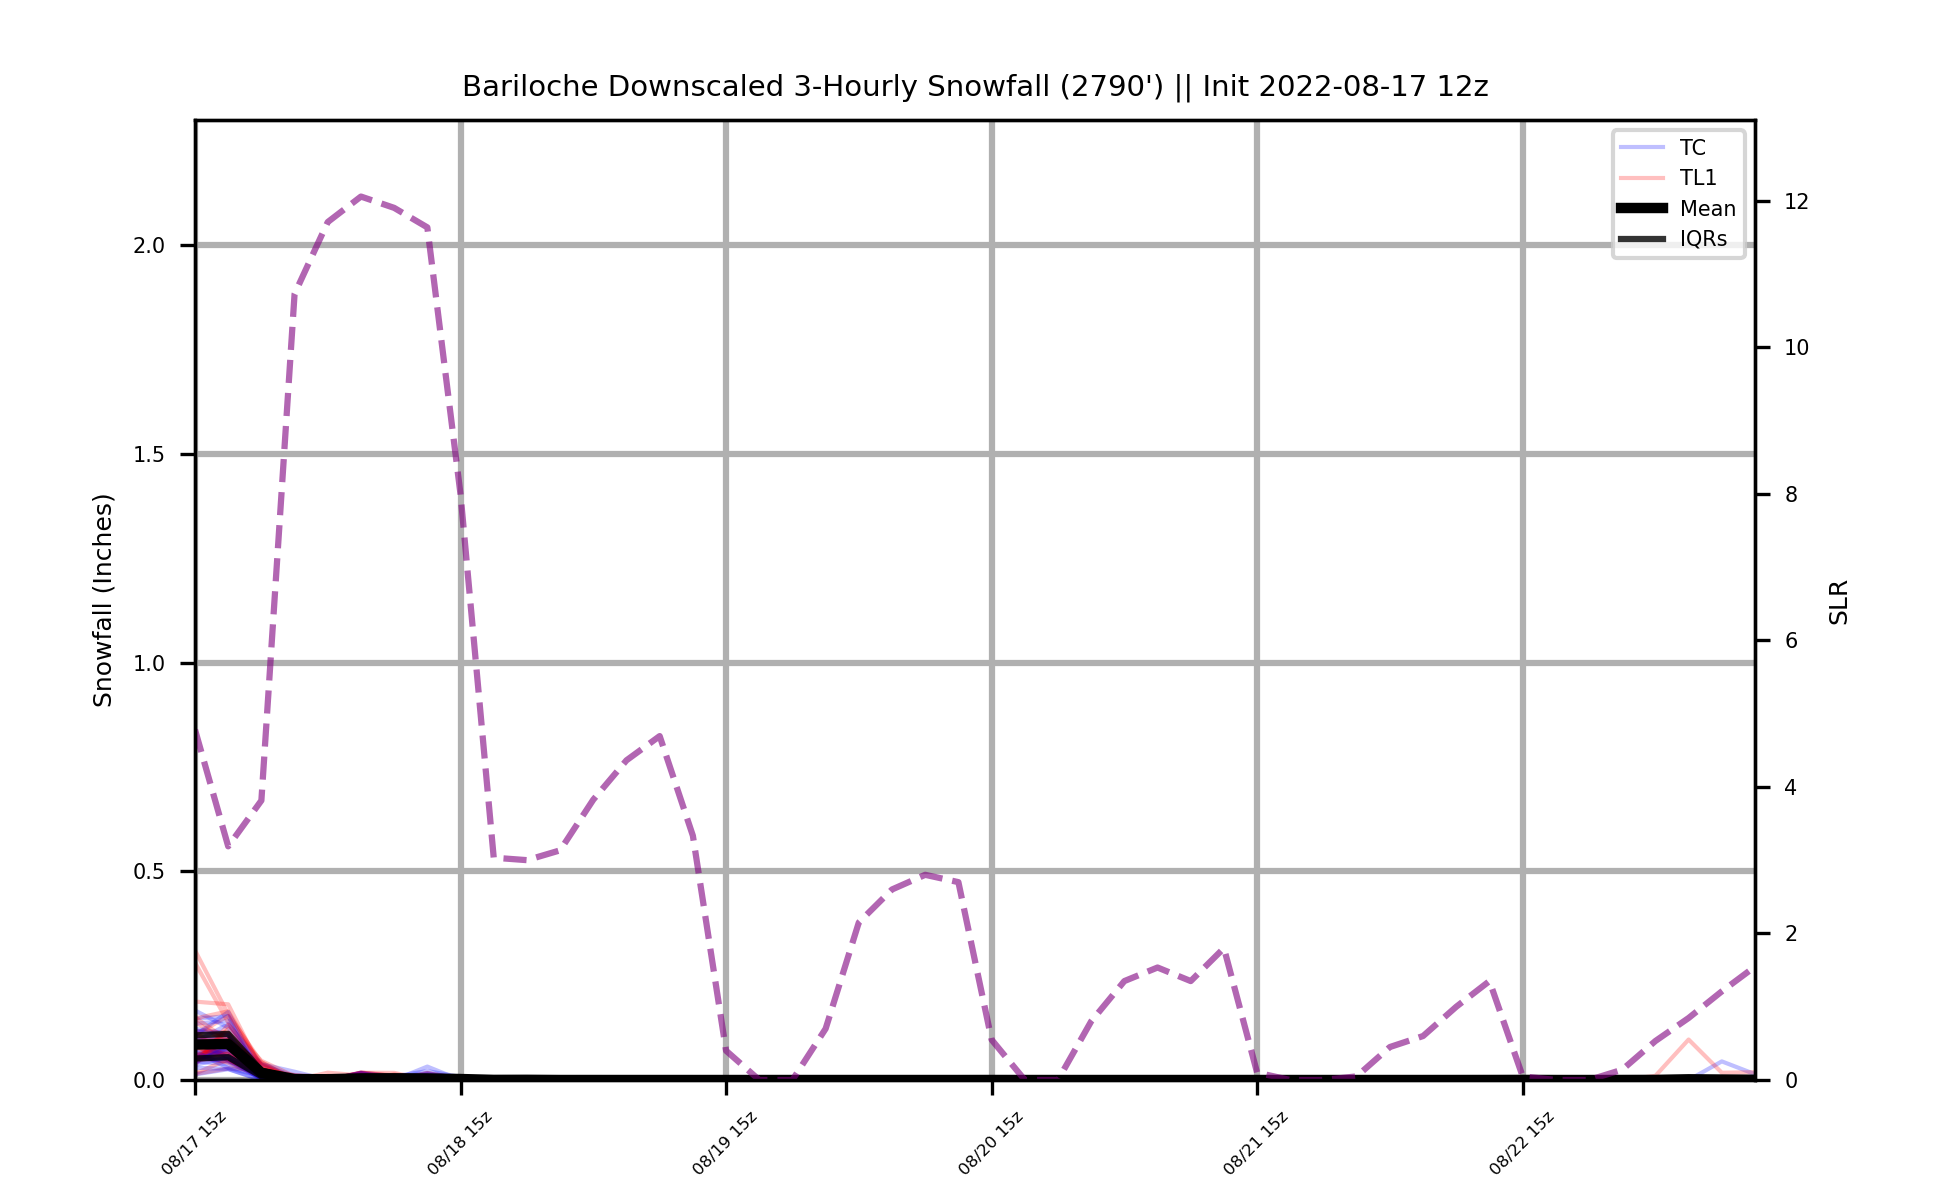 Bariloche Downscaled 3-Hourly Snowfall (2790') || Init 2022-08-17 12z
TC
TL1
Mean
IQRs
2.0
1.5
1.0
0.5
0.0
Snowfall (Inches)
12
10
8
6
4
2
0
SLR
08/17 15z
08/18 15z
08/19 15z
08/20 15z
08/21 15z
08/22 15z